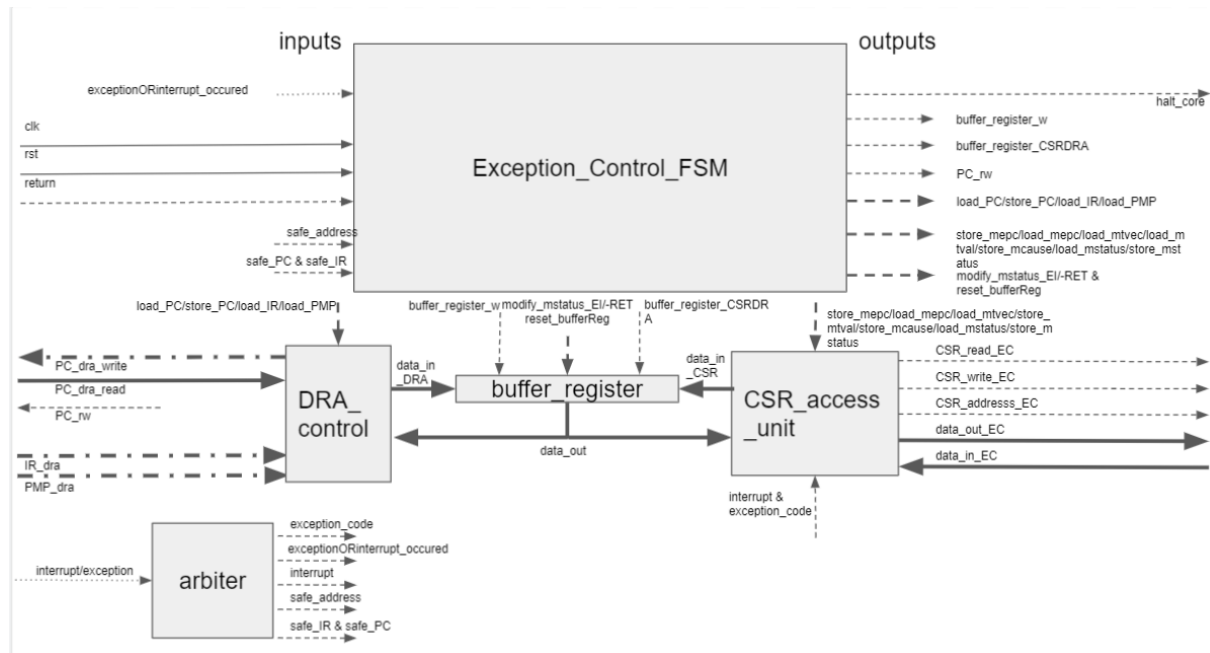 inputs
outputs
exceptionORinterrupt_occured
halt_core
clk
buffer_register_w
rst
buffer_register_CSRDRA
Exception_Control_FSM
return
PC_rw
load_PC/store_PC/load_IR/load_PMP
safe_address
store_mepc/load_mepc/load_mtvec/load_m
tval/store_mcause/load_mstatus/store_mst
atus
safe_PC & safe_IR
modify_mstatus_EI/-RET &
reset_bufferReg
load_PC/store_PC/load_IR/load_PMP
buffer_register_w
modify_mstatus_EI/-RET
reset_bufferReg
buffer_register_CSRDR
A
store_mepc/load_mepc/load_mtvec/store_
mtval/store_mcause/load_mstatus/store_m
status
PC_dra_write
PC_dra_read
PC_rw
IR_dra
PMP_dra
DRA_
control
data_in
_DRA
buffer_register
data_in
_CSR
data_out
CSR_access
_unit
CSR_read_EC
CSR_write_EC
CSR_addresss_EC
data_out_EC
data_in_EC
interrupt &
exception_code
interrupt/exception
arbiter
exception_code
exceptionORinterrupt_occured
interrupt
safe_address
safe_IR & safe_PC